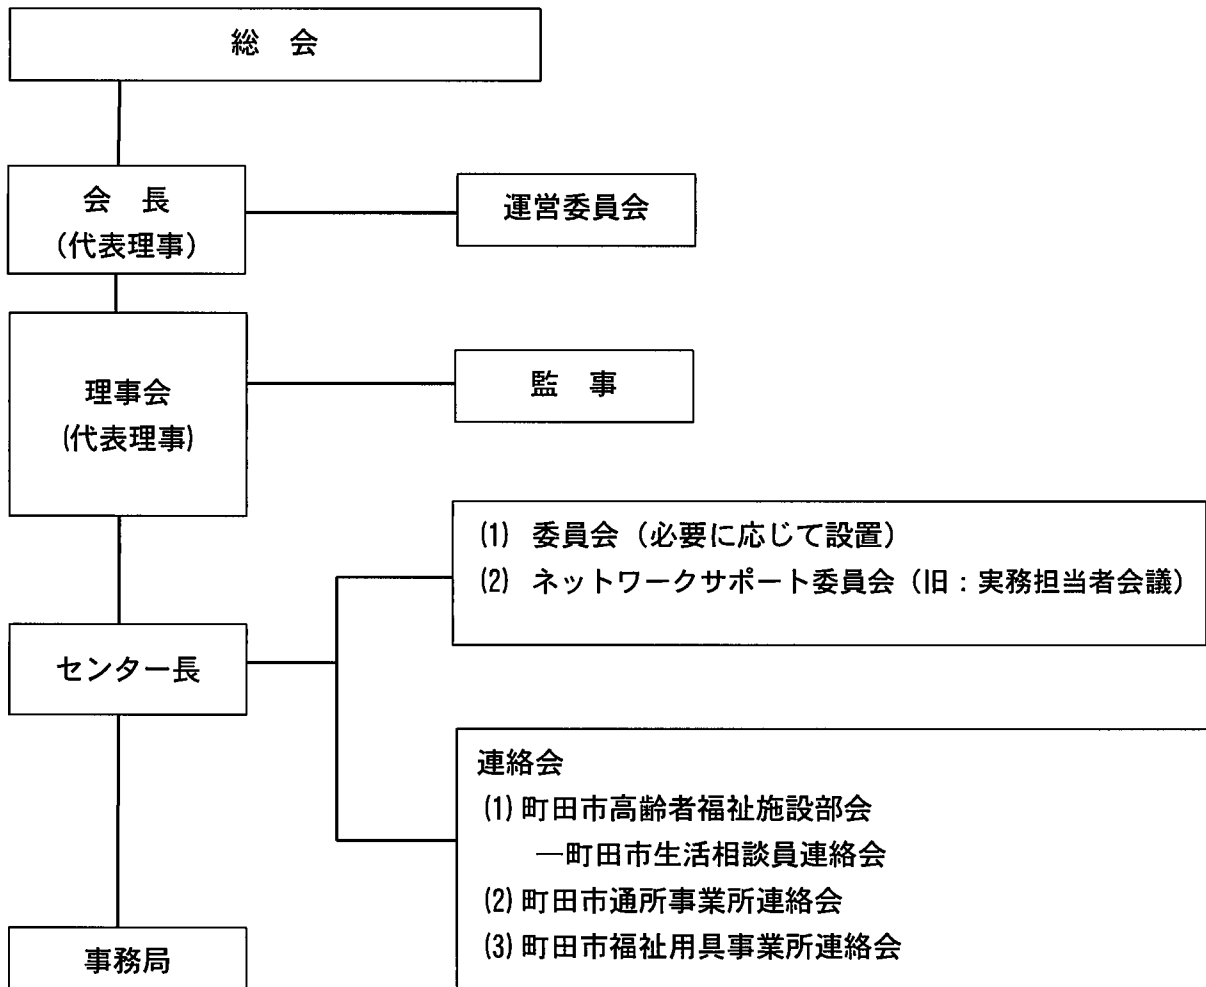 総　会
会　長
（代表理事）
運営委員会
理事会
(代表理事)
監　事
(1)　委員会（必要に応じて設置）
(2)　ネットワークサポート委員会（旧：実務担当者会議）
センター長
連絡会
(1) 町田市高齢者福祉施設部会
―町田市生活相談員連絡会
(2) 町田市通所事業所連絡会
(3) 町田市福祉用具事業所連絡会
事務局